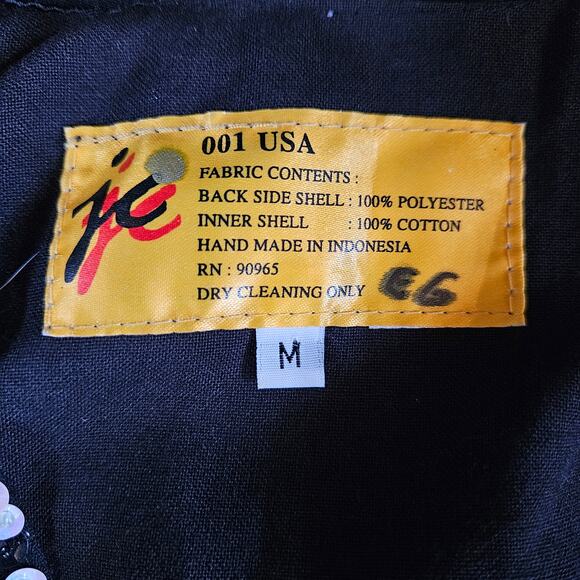 jc
001 USA
FABRIC CONTENTS :
BACK SIDE SHELL : 100% POLYESTER
INNER SHELL : 100% COTTON
HAND MADE IN INDONESIA
RN : 90965
DRY CLEANING ONLY
M